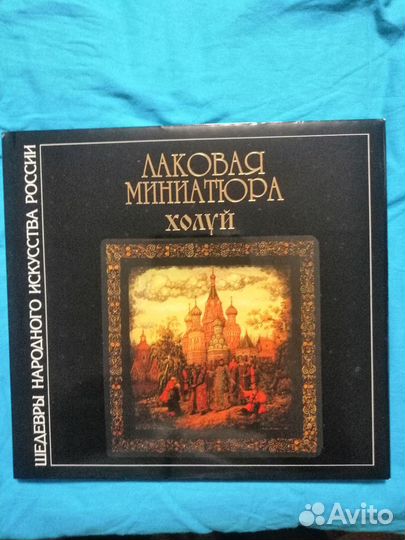 ШЕДЕВРЫ НАРОДНОГО ИСКУССТВА РОССИИ
ЛАКОВАЯ
МИНИАТЮРА
ХОЛУЙ
Avito